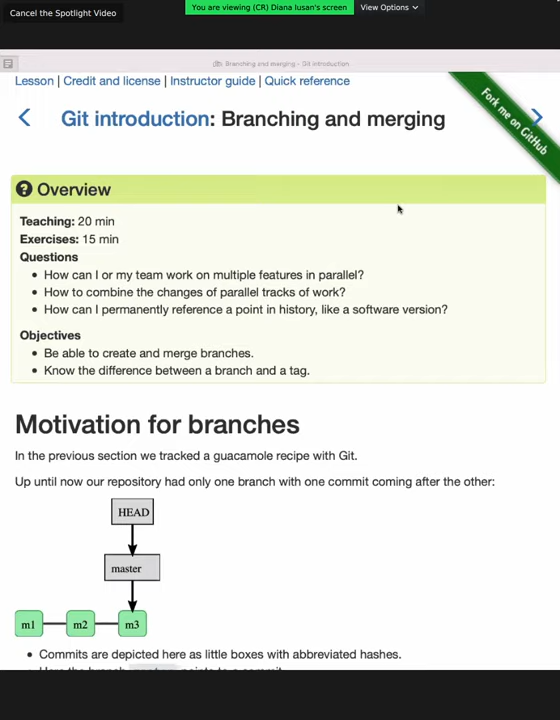 Cancel the Spotlight Video
You are viewing (CR) Diana Iusan's screen
View Options
Branching and merging – Git introduction
Lesson | Credit and license | Instructor guide | Quick reference
Git introduction: Branching and merging
Fork me on GitHub
Overview
Teaching: 20 min
Exercises: 15 min
Questions
• How can I or my team work on multiple features in parallel?
• How to combine the changes of parallel tracks of work?
• How can I permanently reference a point in history, like a software version?
Objectives
• Be able to create and merge branches.
• Know the difference between a branch and a tag.
Motivation for branches
In the previous section we tracked a guacamole recipe with Git.
Up until now our repository had only one branch with one commit coming after the other:
HEAD
master
m1 m2 m3
• Commits are depicted here as little boxes with abbreviated hashes.